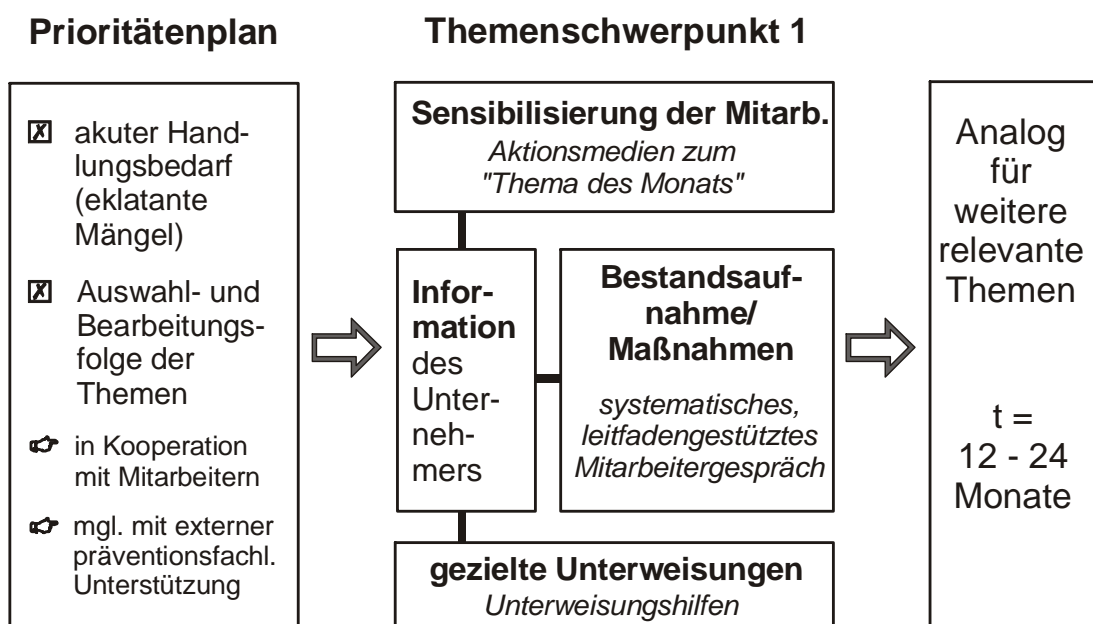 Prioritätenplan
Themenschwerpunkt 1
akuter Hand-
lungsbedarf
(eklatante
Mängel)
Auswahl- und
Bearbeitungs-
folge der
Themen
in Kooperation
mit Mitarbeitern
mgl. mit externer
präventionsfachl.
Unterstützung
Sensibilisierung der Mitarb.
Aktionsmedien zum
"Thema des Monats"
Infor-
mation
des
Unter-
neh-
mers
Bestandsauf-
nahme/
Maßnahmen
systematisches,
leitfadengestütztes
Mitarbeitergespräch
gezielte Unterweisungen
Unterweisungshilfen
Analog
für
weitere
relevante
Themen
t =
12 - 24
Monate